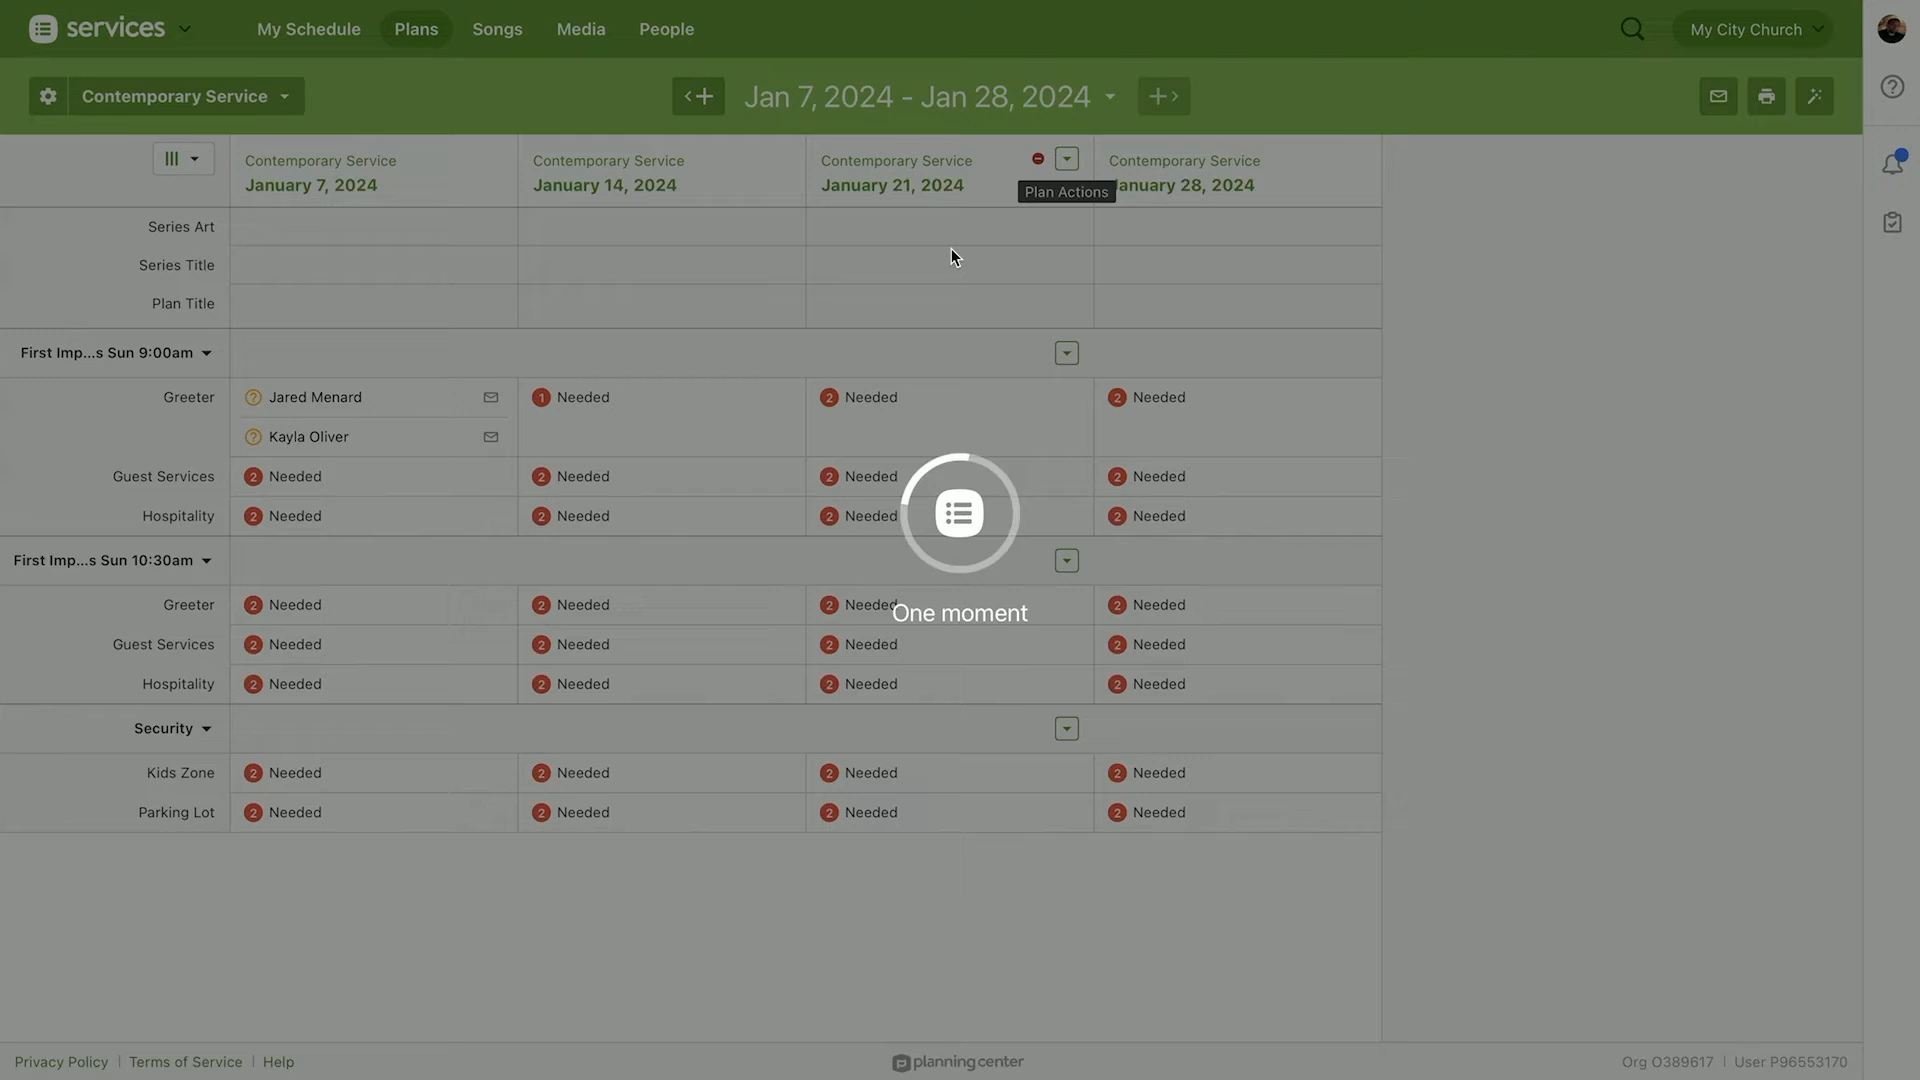 services
My Schedule
Plans
Songs
Media
People
My City Church
Contemporary Service
Jan 7, 2024 - Jan 28, 2024
Contemporary Service
January 7, 2024
Contemporary Service
January 14, 2024
Contemporary Service
January 21, 2024
Contemporary Service
January 28, 2024
Plan Actions
Series Art
Series Title
Plan Title
First Imp...s Sun 9:00am
Greeter
Jared Menard
Kayla Oliver
1 Needed
2 Needed
2 Needed
Guest Services
2 Needed
2 Needed
2 Needed
2 Needed
Hospitality
2 Needed
2 Needed
2 Needed
2 Needed
First Imp...s Sun 10:30am
Greeter
2 Needed
2 Needed
2 Needed
2 Needed
One moment
Guest Services
2 Needed
2 Needed
2 Needed
2 Needed
Hospitality
2 Needed
2 Needed
2 Needed
2 Needed
Security
Kids Zone
2 Needed
2 Needed
2 Needed
2 Needed
Parking Lot
2 Needed
2 Needed
2 Needed
2 Needed
Privacy Policy | Terms of Service | Help
planning center
Org O389617 | User P96553170